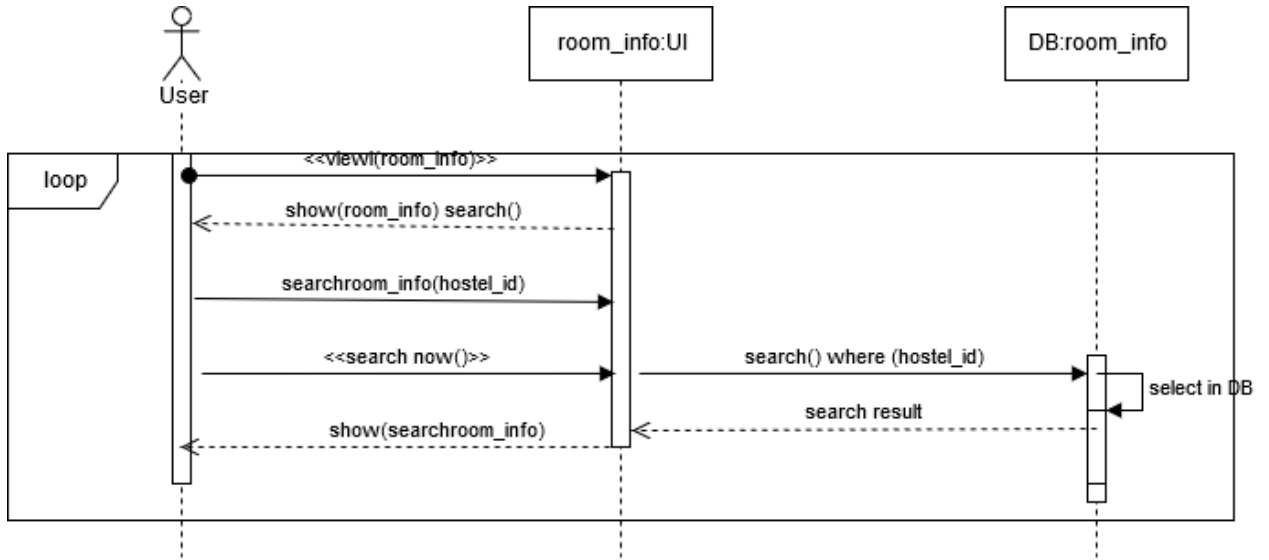 room_info:UI
DB:room_info
User
loop
<<viewl(room_info)>>
show(room_info) search()
searchroom_info(hostel_id)
<<search now()>>
search() where (hostel_id)
select in DB
search result
show(searchroom_info)